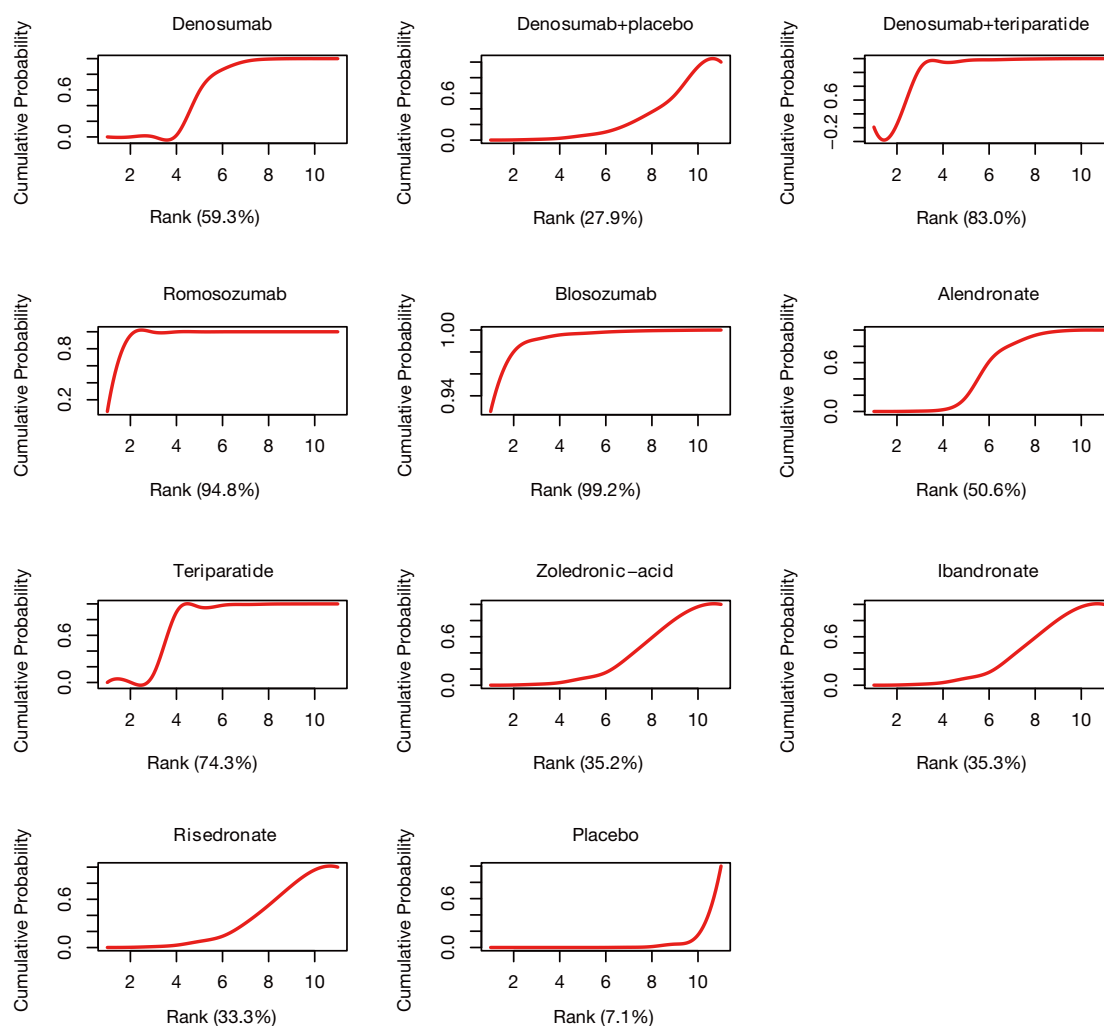 Denosumab
Cumulative Probability
0.0 0.6
2 4 6 8 10
Rank (59.3%)
Denosumab+placebo
Cumulative Probability
0.0 0.6
2 4 6 8 10
Rank (27.9%)
Denosumab+teriparatide
Cumulative Probability
−0.2 0.6
2 4 6 8 10
Rank (83.0%)
Romosozumab
Cumulative Probability
0.2 0.8
2 4 6 8 10
Rank (94.8%)
Blosozumab
Cumulative Probability
0.94 1.00
2 4 6 8 10
Rank (99.2%)
Alendronate
Cumulative Probability
0.0 0.6
2 4 6 8 10
Rank (50.6%)
Teriparatide
Cumulative Probability
0.0 0.6
2 4 6 8 10
Rank (74.3%)
Zoledronic−acid
Cumulative Probability
0.0 0.6
2 4 6 8 10
Rank (35.2%)
Ibandronate
Cumulative Probability
0.0 0.6
2 4 6 8 10
Rank (35.3%)
Risedronate
Cumulative Probability
0.0 0.6
2 4 6 8 10
Rank (33.3%)
Placebo
Cumulative Probability
0.0 0.6
2 4 6 8 10
Rank (7.1%)